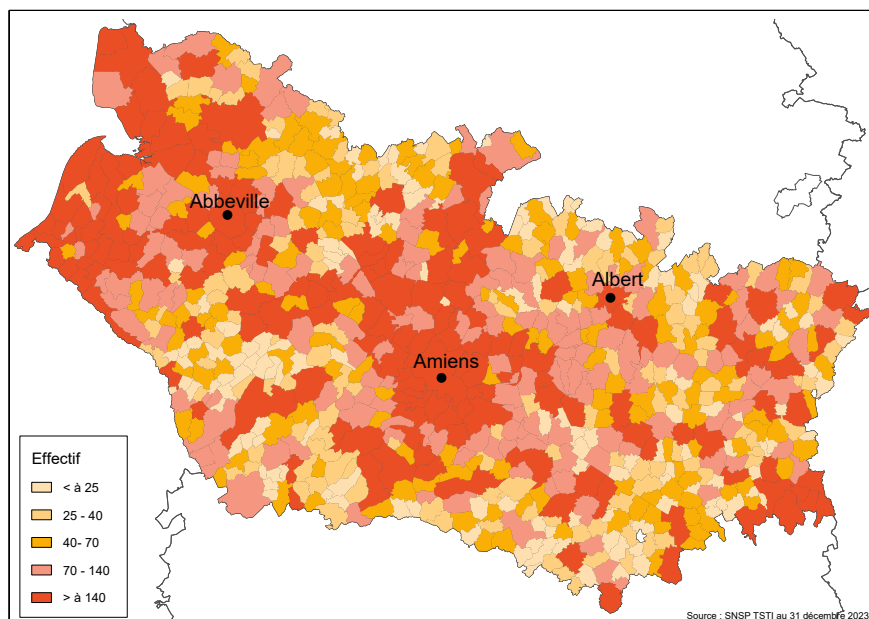 Abbeville
Albert
Amiens
Effectif
< à 25
25 - 40
40- 70
70 - 140
> à 140
Source : SNSP TSTI au 31 décembre 2023